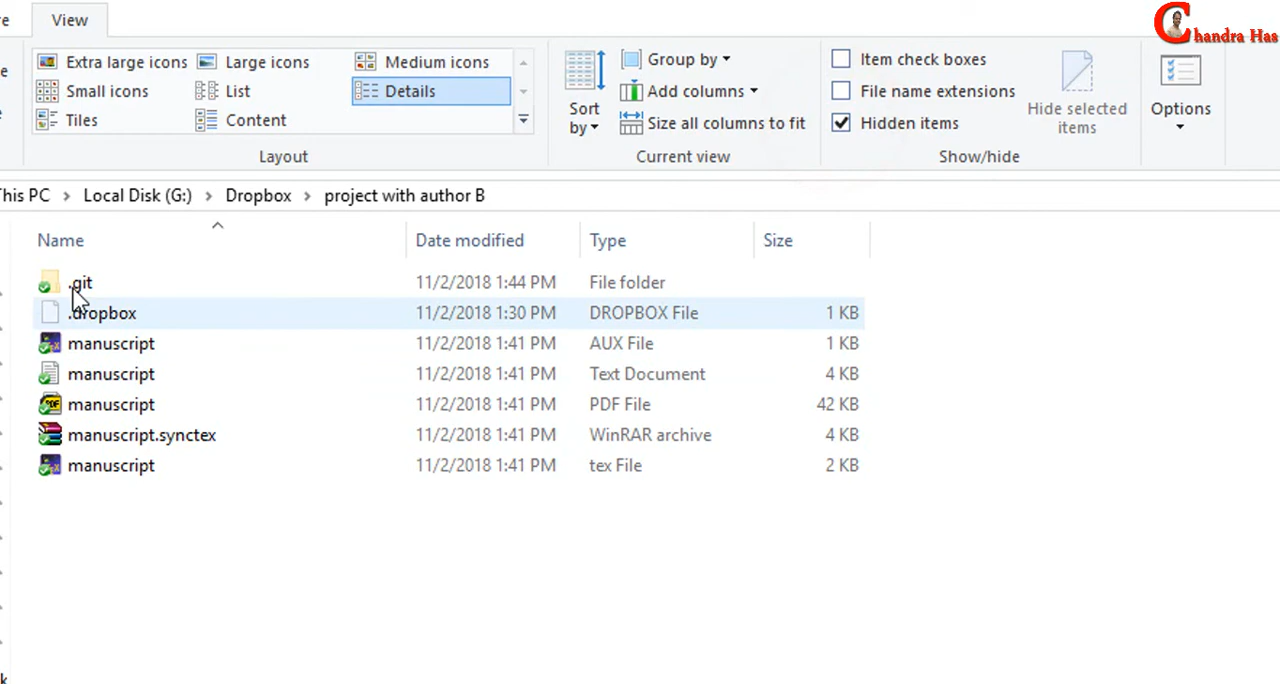 re View
Chandra Has
Extra large icons Large icons Medium icons
Small icons List Details
Tiles Content
Layout
Sort by
Group by
Add columns
Size all columns to fit
Current view
Item check boxes
File name extensions
Hidden items
Hide selected items
Show/hide
Options
This PC > Local Disk (G:) > Dropbox > project with author B
Name Date modified Type Size
.git 11/2/2018 1:44 PM File folder
.dropbox 11/2/2018 1:30 PM DROPBOX File 1 KB
manuscript 11/2/2018 1:41 PM AUX File 1 KB
manuscript 11/2/2018 1:41 PM Text Document 4 KB
manuscript 11/2/2018 1:41 PM PDF File 42 KB
manuscript.synctex 11/2/2018 1:41 PM WinRAR archive 4 KB
manuscript 11/2/2018 1:41 PM tex File 2 KB